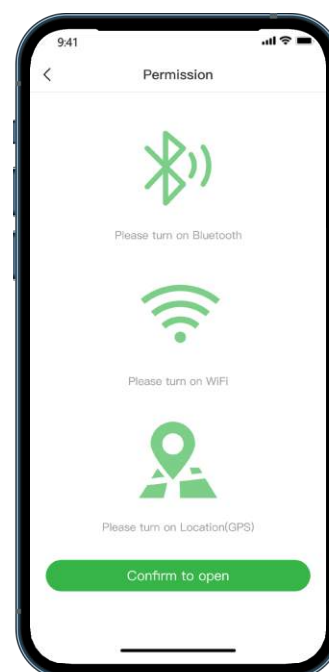 9:41
Permission
Please turn on Bluetooth
Please turn on WiFi
Please turn on Location(GPS)
Confirm to open